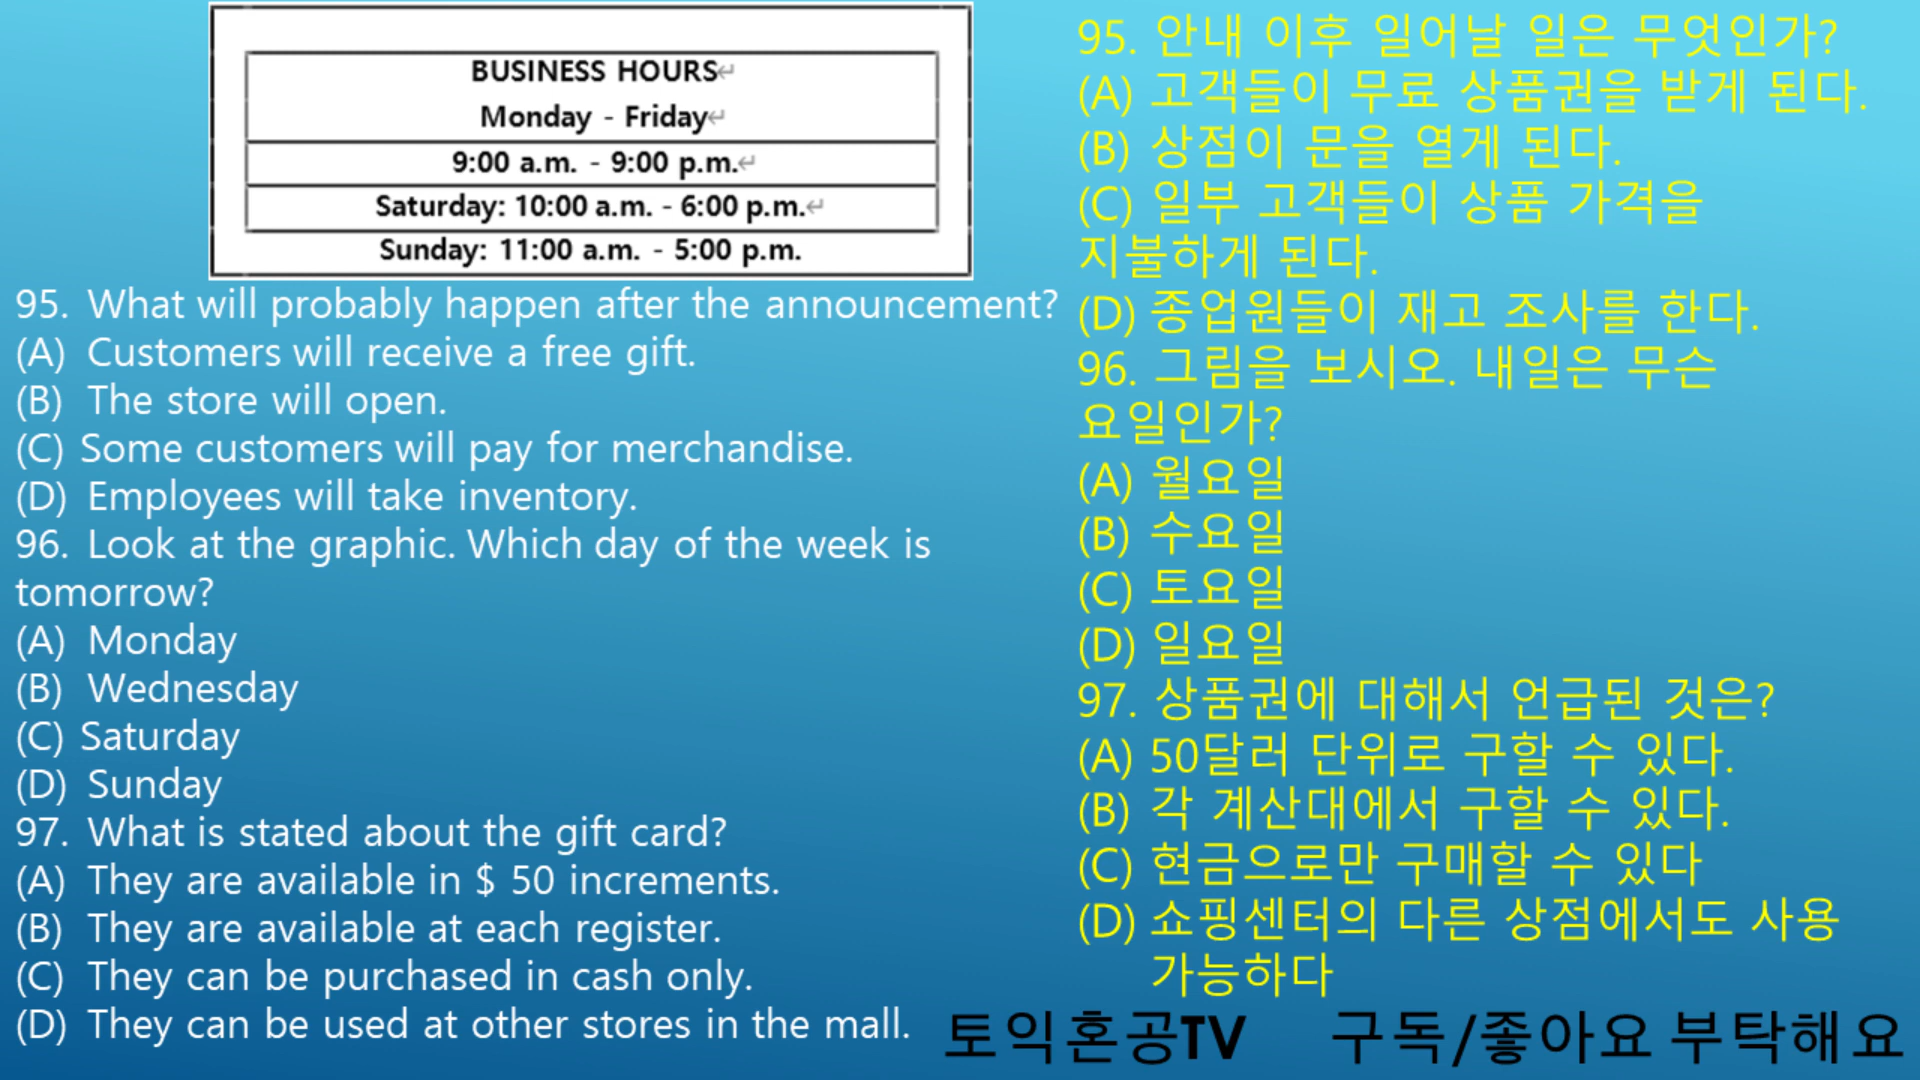 BUSINESS HOURS↵
Monday - Friday↵
9:00 a.m. - 9:00 p.m.↵
Saturday: 10:00 a.m. - 6:00 p.m.↵
Sunday: 11:00 a.m. - 5:00 p.m.
95. What will probably happen after the announcement?
(A) Customers will receive a free gift.
(B) The store will open.
(C) Some customers will pay for merchandise.
(D) Employees will take inventory.
96. Look at the graphic. Which day of the week is
tomorrow?
(A) Monday
(B) Wednesday
(C) Saturday
(D) Sunday
97. What is stated about the gift card?
(A) They are available in $ 50 increments.
(B) They are available at each register.
(C) They can be purchased in cash only.
(D) They can be used at other stores in the mall.
95. 안내 이후 일어날 일은 무엇인가?
(A) 고객들이 무료 상품권을 받게 된다.
(B) 상점이 문을 열게 된다.
(C) 일부 고객들이 상품 가격을
지불하게 된다.
(D) 종업원들이 재고 조사를 한다.
96. 그림을 보시오. 내일은 무슨
요일인가?
(A) 월요일
(B) 수요일
(C) 토요일
(D) 일요일
97. 상품권에 대해서 언급된 것은?
(A) 50달러 단위로 구할 수 있다.
(B) 각 계산대에서 구할 수 있다.
(C) 현금으로만 구매할 수 있다
(D) 쇼핑센터의 다른 상점에서도 사용
가능하다
토익혼공TV 구독/좋아요 부탁해요